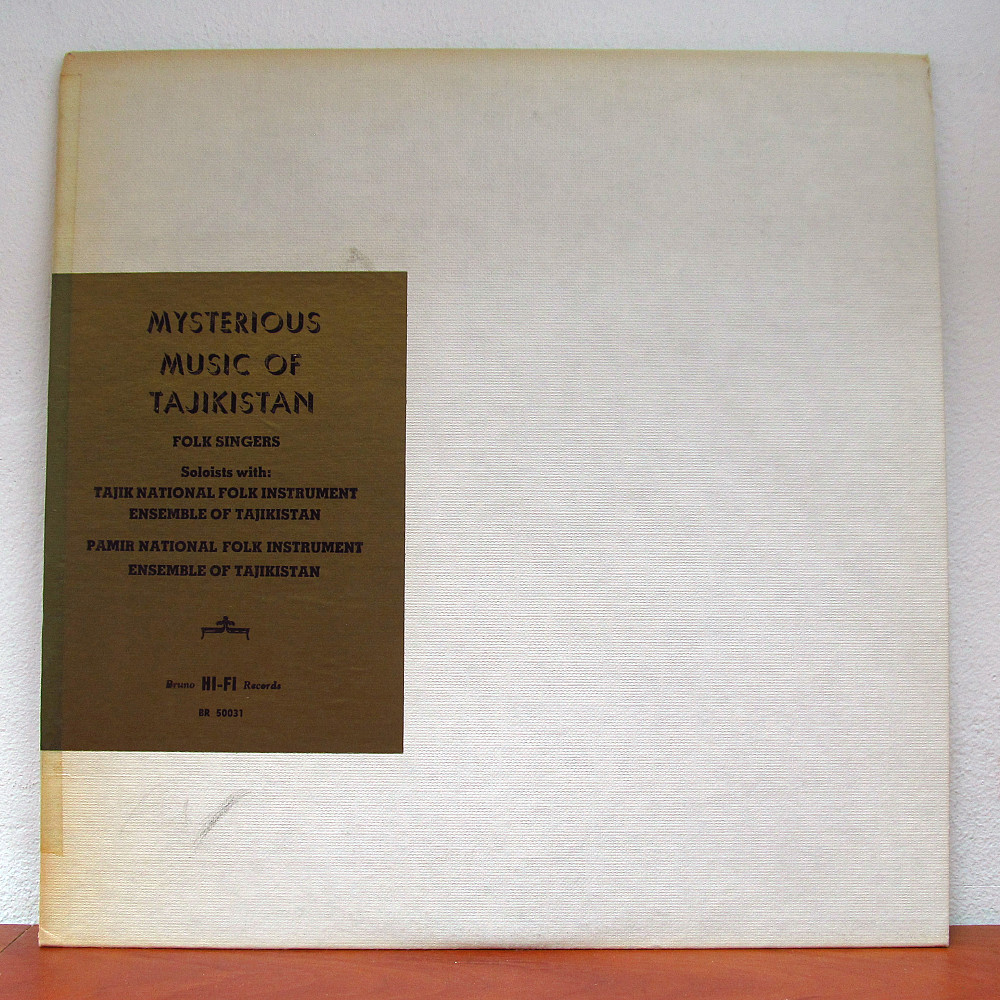 MYSTERIOUS
MUSIC OF
TAJIKISTAN
FOLK SINGERS
Soloists with:
TAJIK NATIONAL FOLK INSTRUMENT
ENSEMBLE OF TAJIKISTAN
PAMIR NATIONAL FOLK INSTRUMENT
ENSEMBLE OF TAJIKISTAN
Bruno HI-FI Records
BR 50031